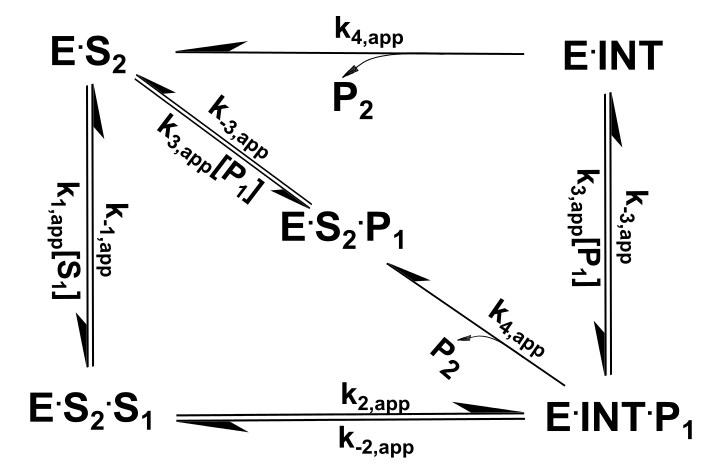 E·S₂
k₄,app
E·INT
P₂
k₋₃,app
k₃,app[P₁]
k₁,app[S₁]
k₋₁,app
E·S₂·P₁
k₃,app[P₁]
k₋₃,app
k₄,app
P₂
E·S₂·S₁
k₂,app
k₋₂,app
E·INT·P₁